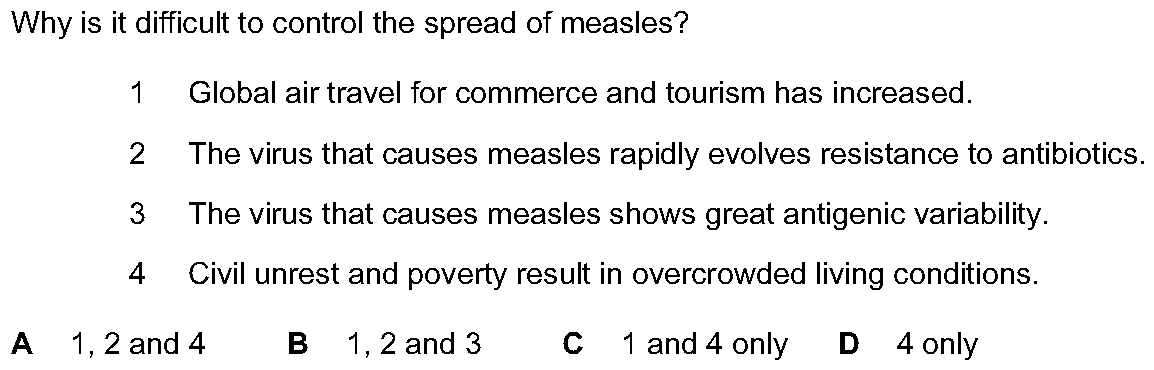 Why is it difficult to control the spread of measles?
1 Global air travel for commerce and tourism has increased.
2 The virus that causes measles rapidly evolves resistance to antibiotics.
3 The virus that causes measles shows great antigenic variability.
4 Civil unrest and poverty result in overcrowded living conditions.
A 1, 2 and 4 B 1, 2 and 3 C 1 and 4 only D 4 only